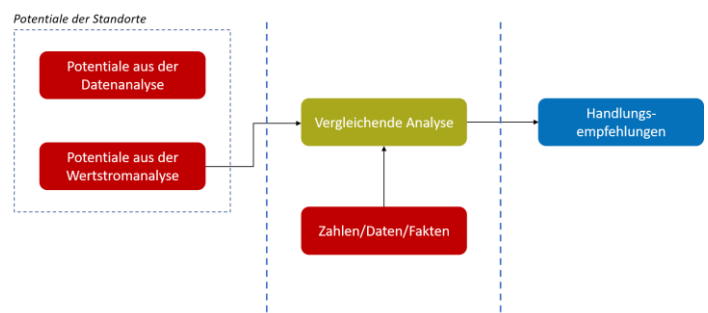 Potentiale der Standorte
Potentiale aus der
Datenanalyse
Potentiale aus der
Wertstromanalyse
Vergleichende Analyse
Zahlen/Daten/Fakten
Handlungs-
empfehlungen